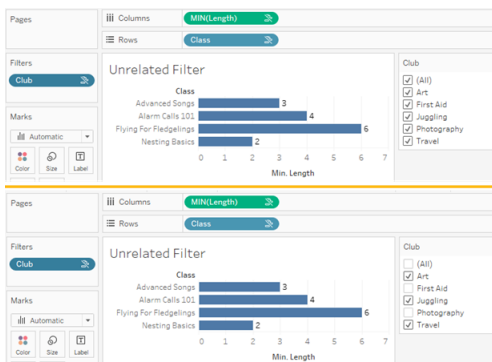 Pages
Columns
MIN(Length)
Rows
Class
Filters
Club
Marks
Automatic
Color
Size
Label
Unrelated Filter
Class
Advanced Songs 3
Alarm Calls 101 4
Flying For Fledgelings 6
Nesting Basics 2
0 1 2 3 4 5 6 7
Min. Length
Club
(All)
Art
First Aid
Juggling
Photography
Travel
Pages
Columns
MIN(Length)
Rows
Class
Filters
Club
Marks
Automatic
Color
Size
Label
Unrelated Filter
Class
Advanced Songs 3
Alarm Calls 101 4
Flying For Fledgelings 6
Nesting Basics 2
0 1 2 3 4 5 6 7
Min. Length
Club
(All)
Art
First Aid
Juggling
Photography
Travel